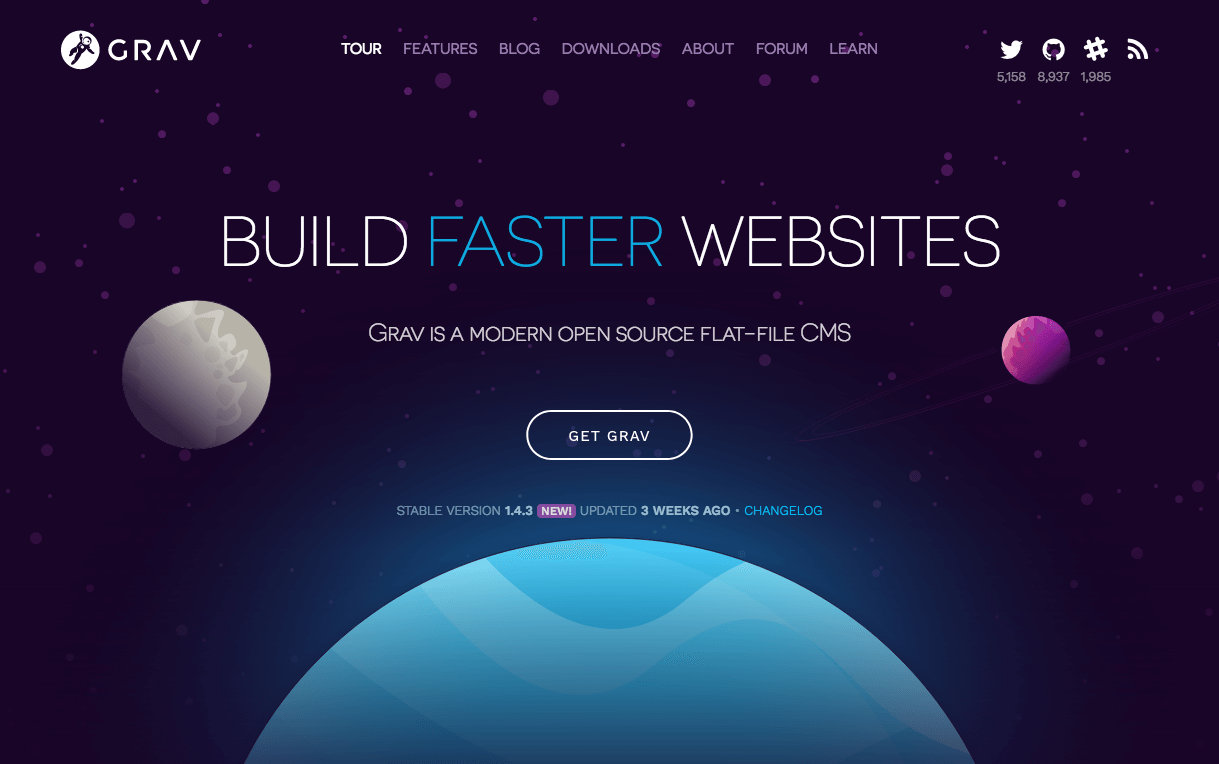 GRAV
TOUR FEATURES BLOG DOWNLOADS ABOUT FORUM LEARN
5,158 8,937 1,985
BUILD FASTER WEBSITES
GRAV IS A MODERN OPEN SOURCE FLAT-FILE CMS
GET GRAV
STABLE VERSION 1.4.3 NEW! UPDATED 3 WEEKS AGO • CHANGELOG